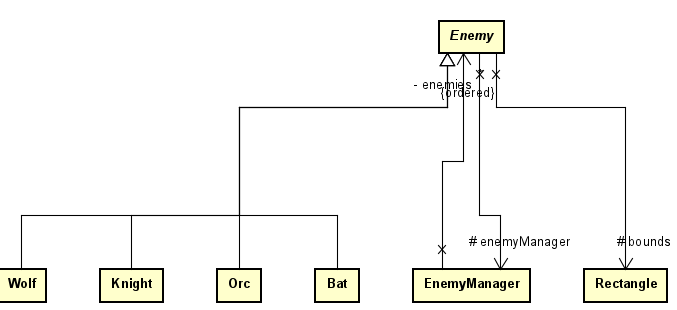 Enemy
- enemies
{ordered}
# enemyManager
# bounds
Wolf
Knight
Orc
Bat
EnemyManager
Rectangle